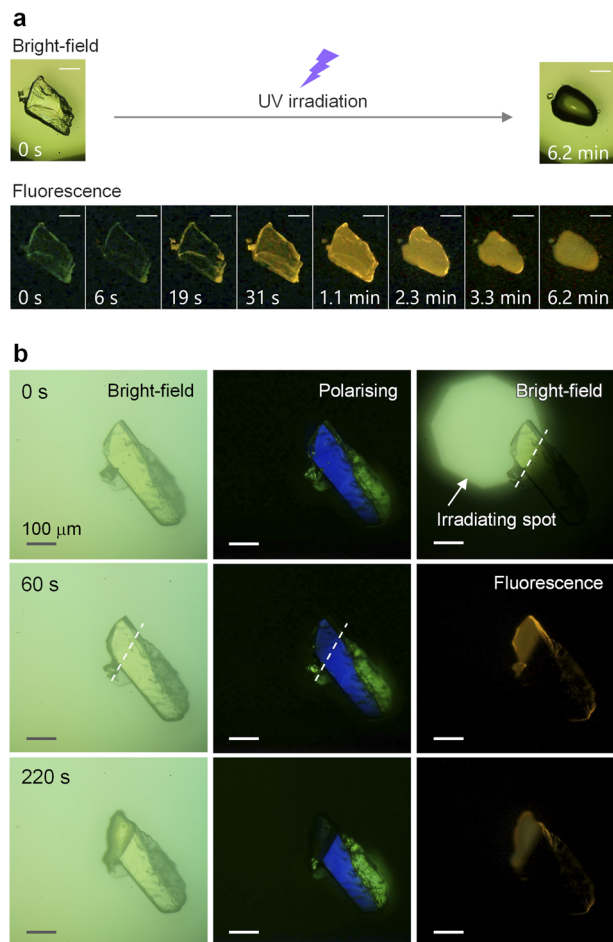 a
Bright-field
UV irradiation
0 s
6.2 min
Fluorescence
0 s 6 s 19 s 31 s 1.1 min 2.3 min 3.3 min 6.2 min
b
0 s Bright-field Polarising Bright-field
Irradiating spot
100 μm
60 s Fluorescence
220 s